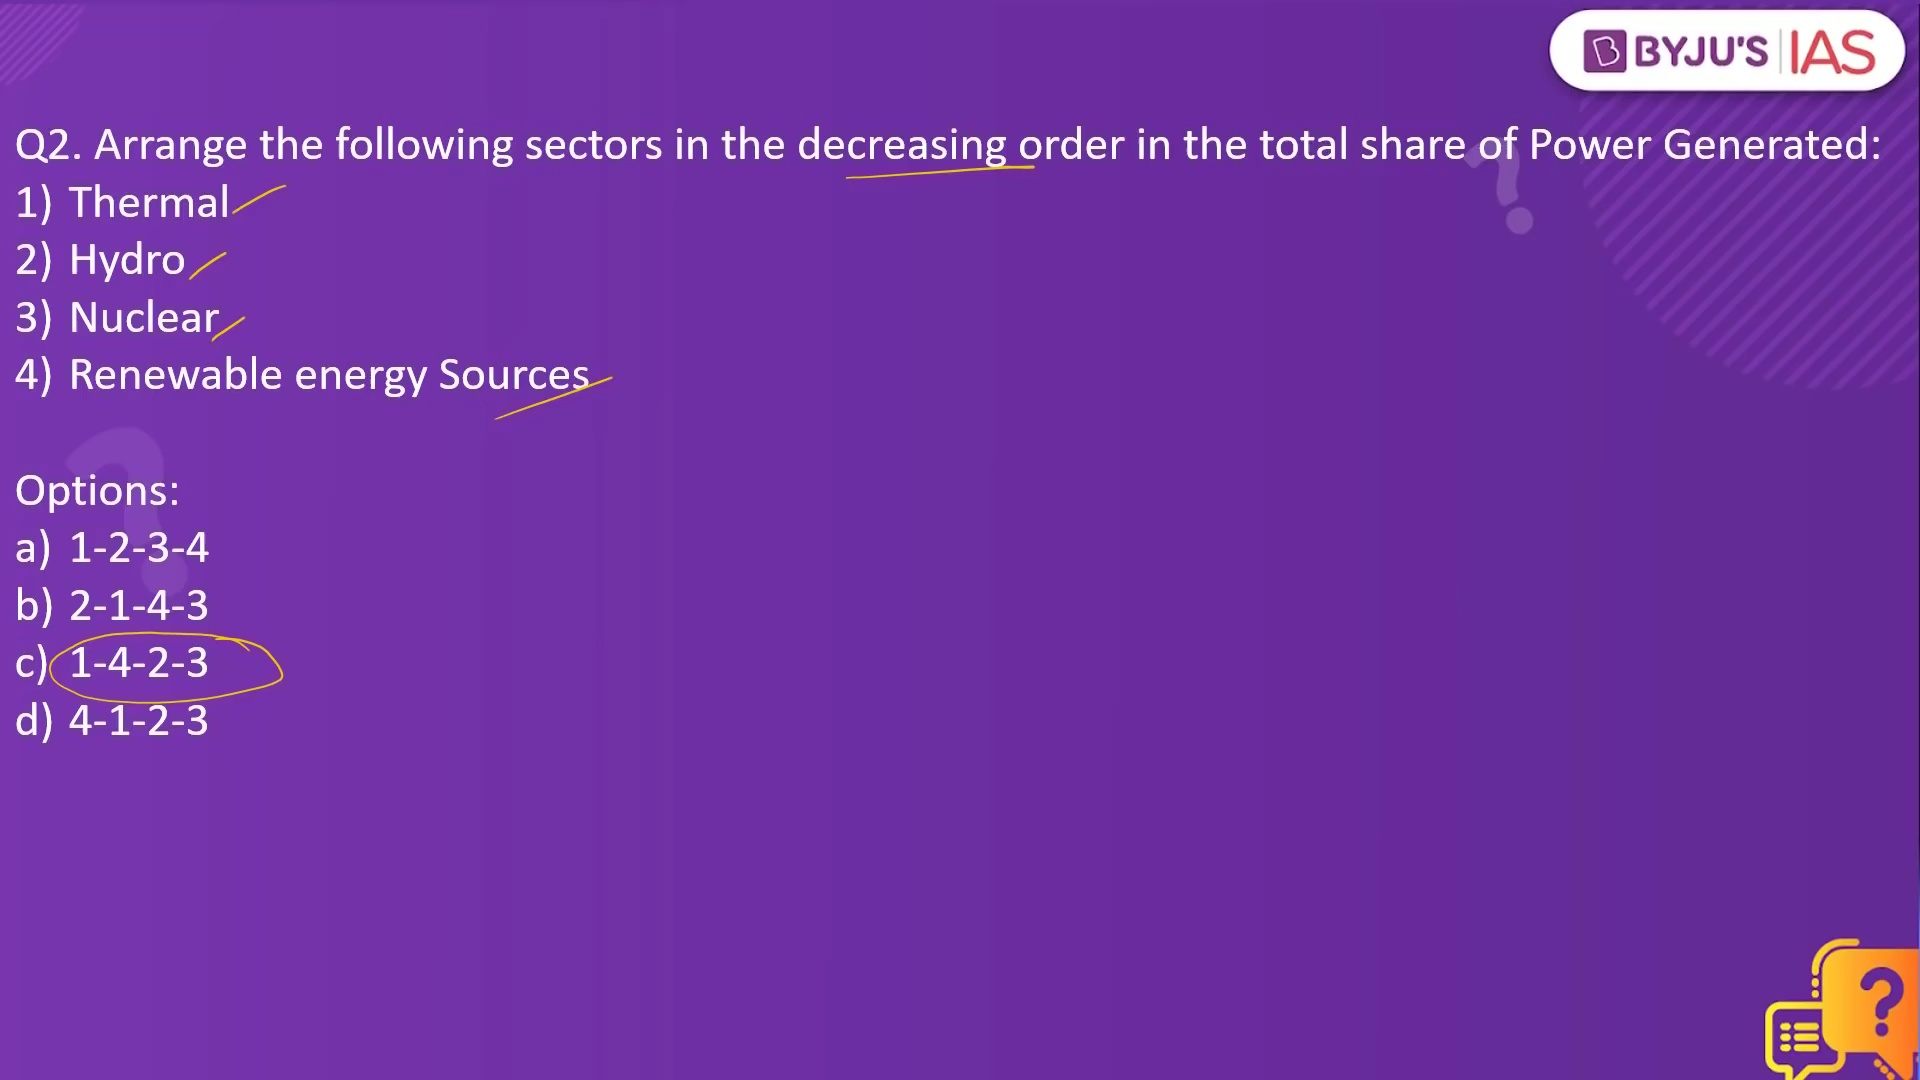 BYJU'S IAS
Q2. Arrange the following sectors in the decreasing order in the total share of Power Generated:
1) Thermal
2) Hydro
3) Nuclear
4) Renewable energy Sources
Options:
a) 1-2-3-4
b) 2-1-4-3
c) 1-4-2-3
d) 4-1-2-3